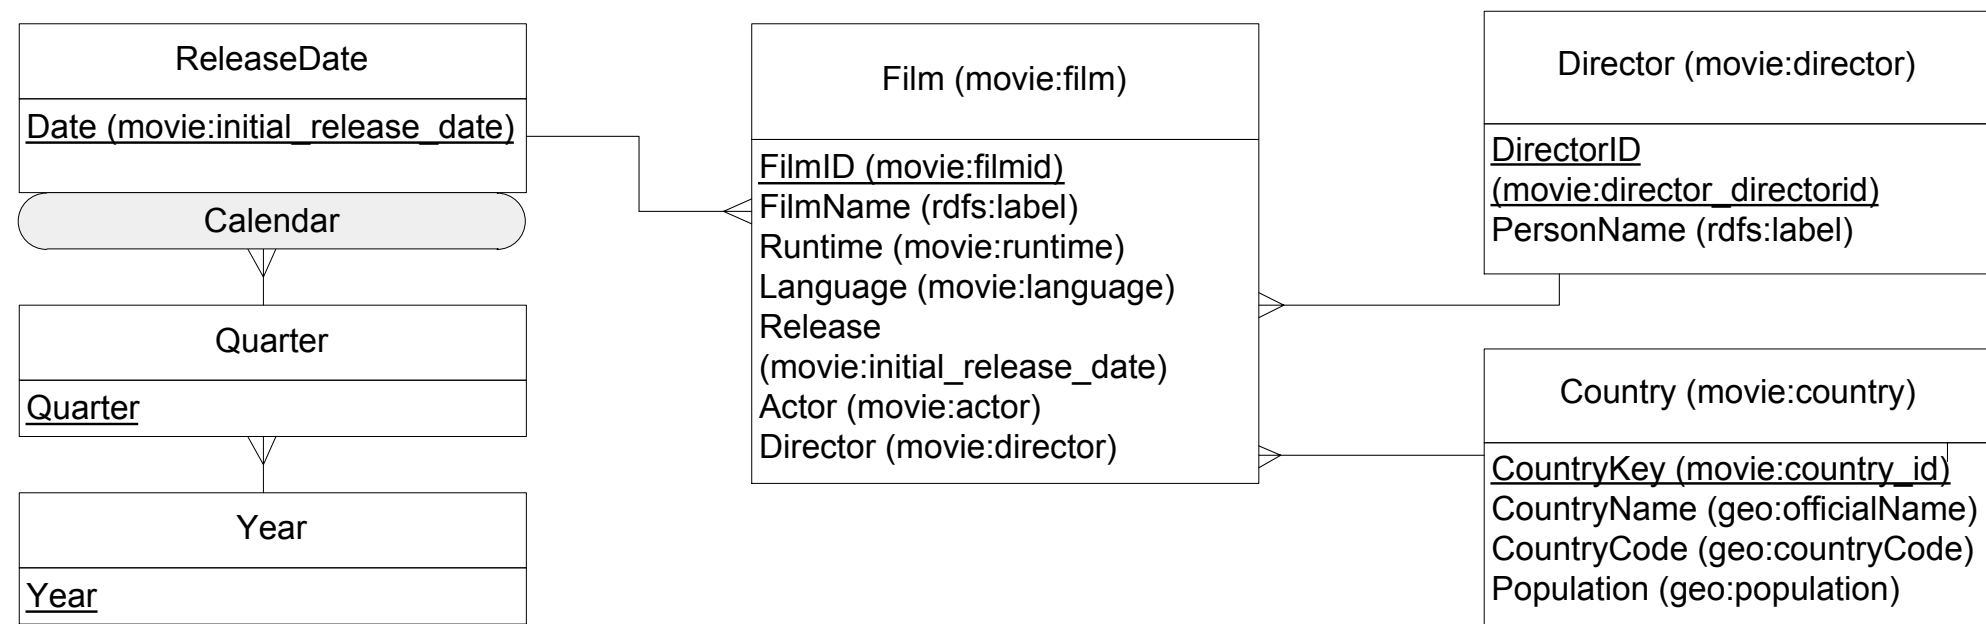 ReleaseDate
Date (movie:initial_release_date)
Calendar
Quarter
Quarter
Year
Year
Film (movie:film)
FilmID (movie:filmid)
FilmName (rdfs:label)
Runtime (movie:runtime)
Language (movie:language)
Release
(movie:initial_release_date)
Actor (movie:actor)
Director (movie:director)
Director (movie:director)
DirectorID
(movie:director_directorid)
PersonName (rdfs:label)
Country (movie:country)
CountryKey (movie:country_id)
CountryName (geo:officialName)
CountryCode (geo:countryCode)
Population (geo:population)